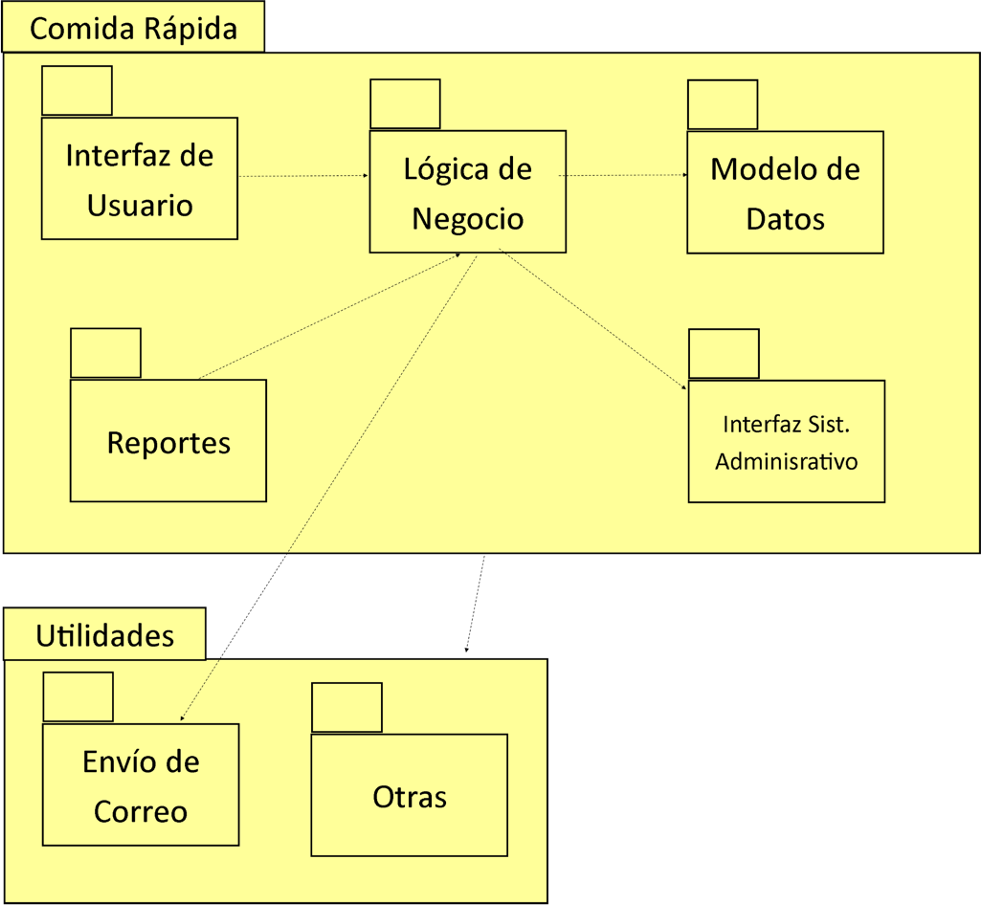 Comida Rápida
Interfaz de
Usuario
Lógica de
Negocio
Modelo de
Datos
Reportes
Interfaz Sist.
Adminisrativo
Utilidades
Envío de
Correo
Otras